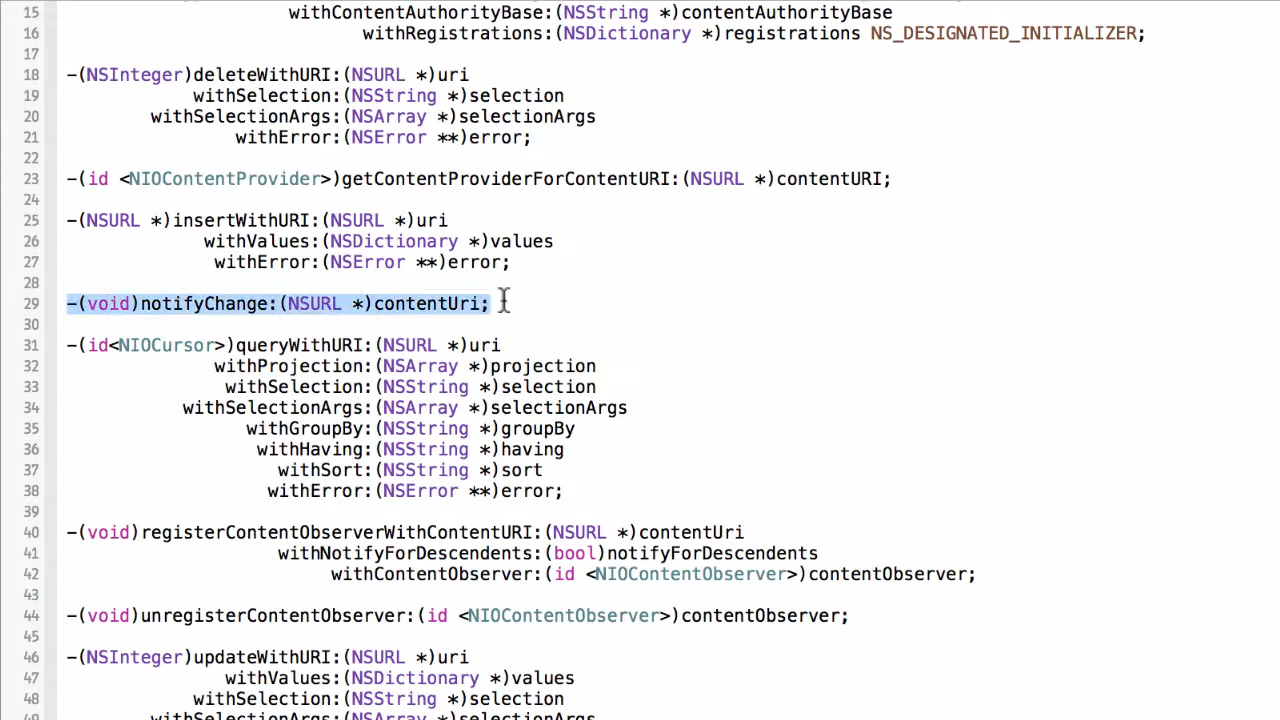 15 withContentAuthorityBase:(NSString *)contentAuthorityBase
16 withRegistrations:(NSDictionary *)registrations NS_DESIGNATED_INITIALIZER;
17
18 -(NSInteger)deleteWithURI:(NSURL *)uri
19 withSelection:(NSString *)selection
20 withSelectionArgs:(NSArray *)selectionArgs
21 withError:(NSError **)error;
22
23 -(id <NIOContentProvider>)getContentProviderForContentURI:(NSURL *)contentURI;
24
25 -(NSURL *)insertWithURI:(NSURL *)uri
26 withValues:(NSDictionary *)values
27 withError:(NSError **)error;
28
29 -(void)notifyChange:(NSURL *)contentUri;
30
31 -(id<NIOCursor>)queryWithURI:(NSURL *)uri
32 withProjection:(NSArray *)projection
33 withSelection:(NSString *)selection
34 withSelectionArgs:(NSArray *)selectionArgs
35 withGroupBy:(NSString *)groupBy
36 withHaving:(NSString *)having
37 withSort:(NSString *)sort
38 withError:(NSError **)error;
39
40 -(void)registerContentObserverWithContentURI:(NSURL *)contentUri
41 withNotifyForDescendents:(bool)notifyForDescendents
42 withContentObserver:(id <NIOContentObserver>)contentObserver;
43
44 -(void)unregisterContentObserver:(id <NIOContentObserver>)contentObserver;
45
46 -(NSInteger)updateWithURI:(NSURL *)uri
47 withValues:(NSDictionary *)values
48 withSelection:(NSString *)selection
49 withSelectionArgs:(NSArray *)selectionArgs